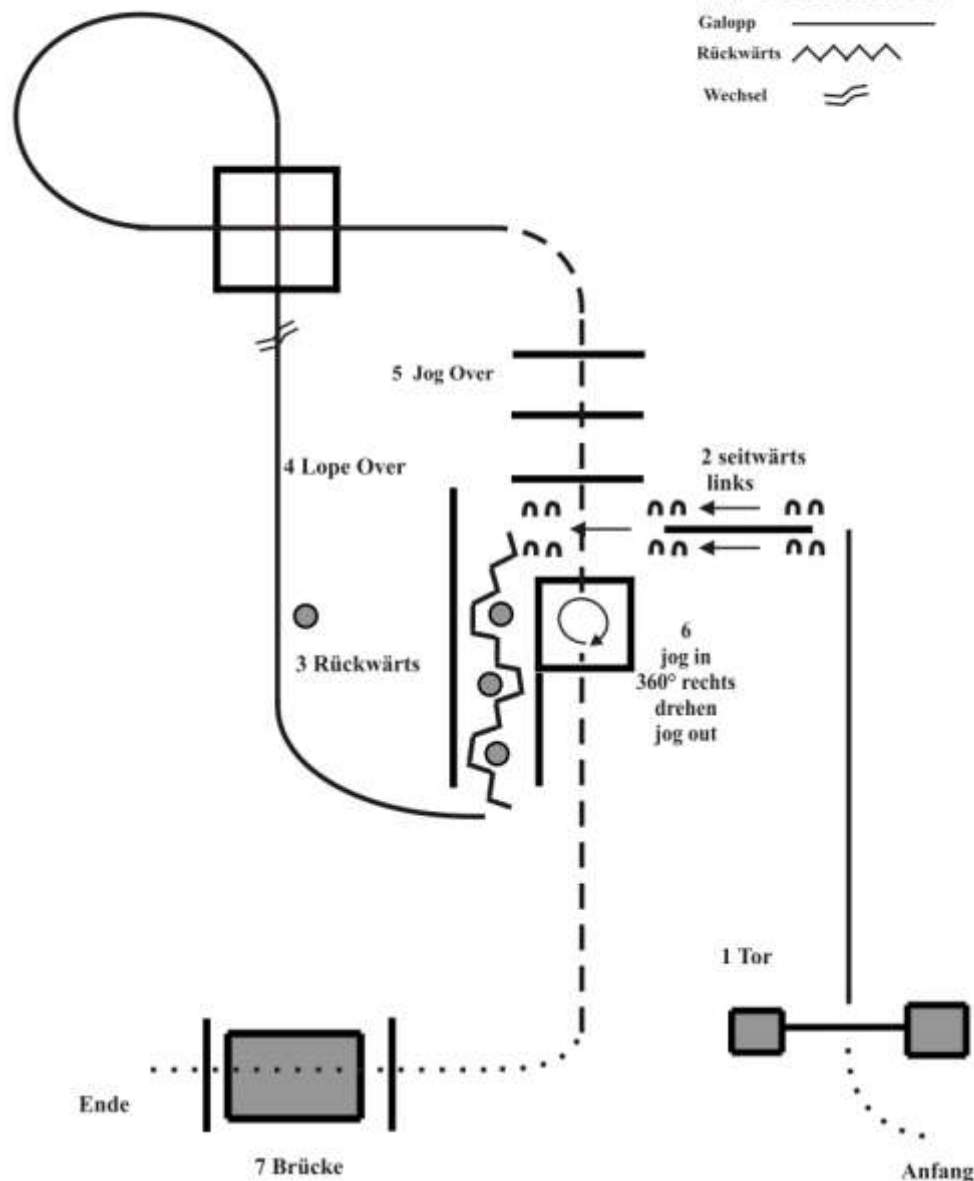 Galopp
Rückwärts
Wechsel
5 Jog Over
4 Lope Over
2 seitwärts
links
3 Rückwärts
6
jog in
360° rechts
drehen
jog out
1 Tor
Ende
7 Brücke
Anfang